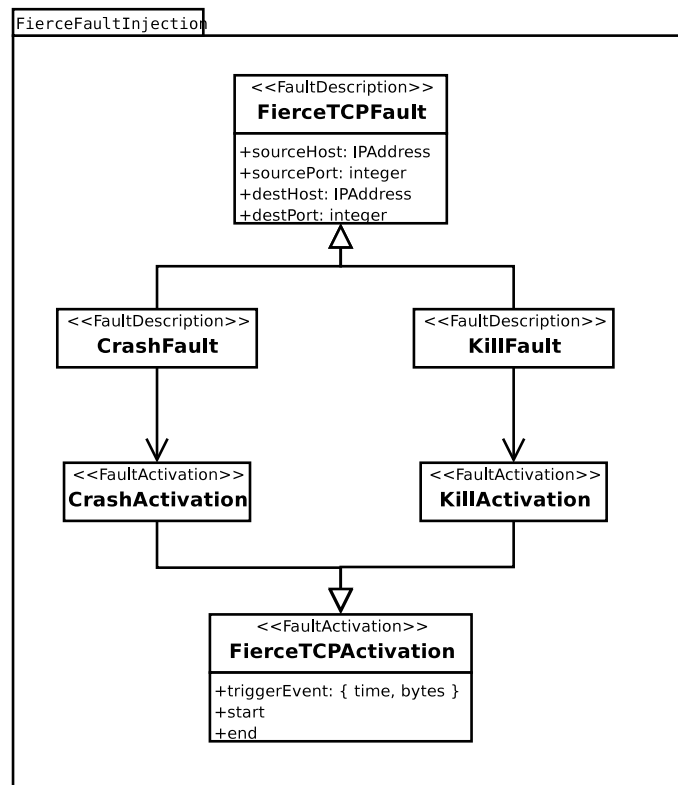 FierceFaultInjection
<<FaultDescription>>
FierceTCPFault
+sourceHost: IPAddress
+sourcePort: integer
+destHost: IPAddress
+destPort: integer
<<FaultDescription>>
CrashFault
<<FaultDescription>>
KillFault
<<FaultActivation>>
CrashActivation
<<FaultActivation>>
KillActivation
<<FaultActivation>>
FierceTCPActivation
+triggerEvent: { time, bytes }
+start
+end